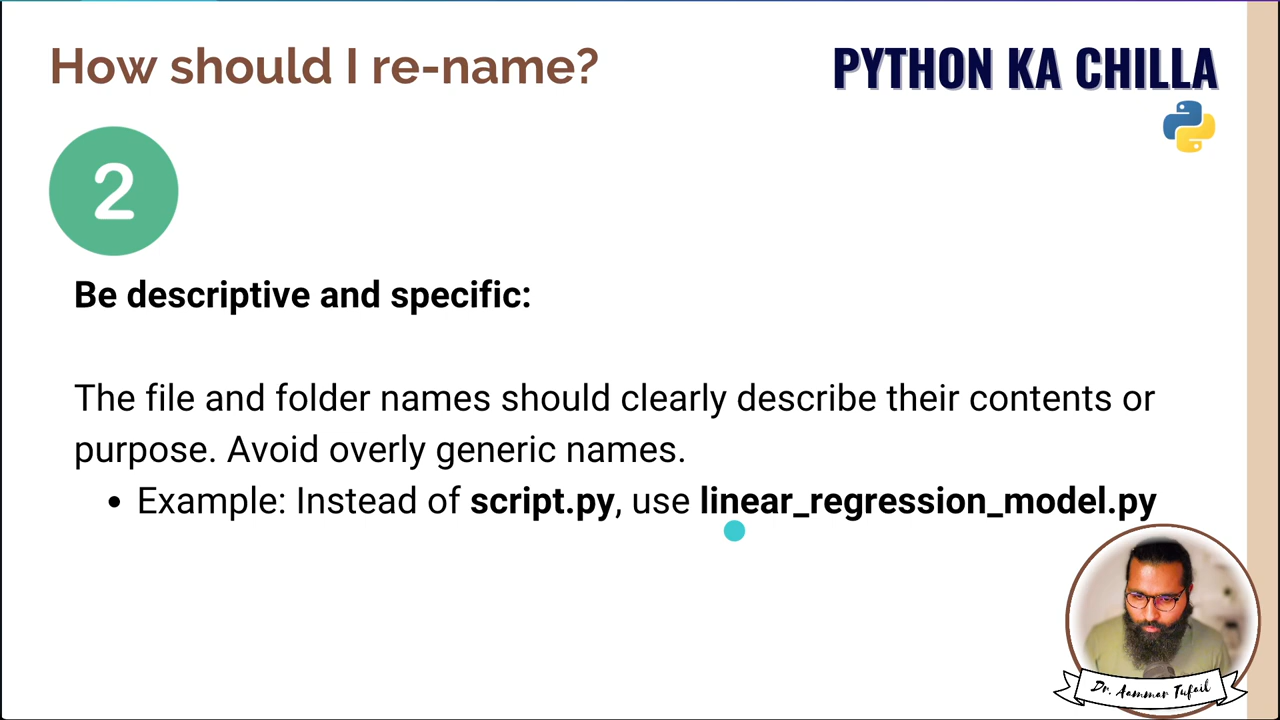 How should I re-name?
PYTHON KA CHILLA
2
Be descriptive and specific:
The file and folder names should clearly describe their contents or
purpose. Avoid overly generic names.
• Example: Instead of script.py, use linear_regression_model.py
Dr. Aammar Tufail